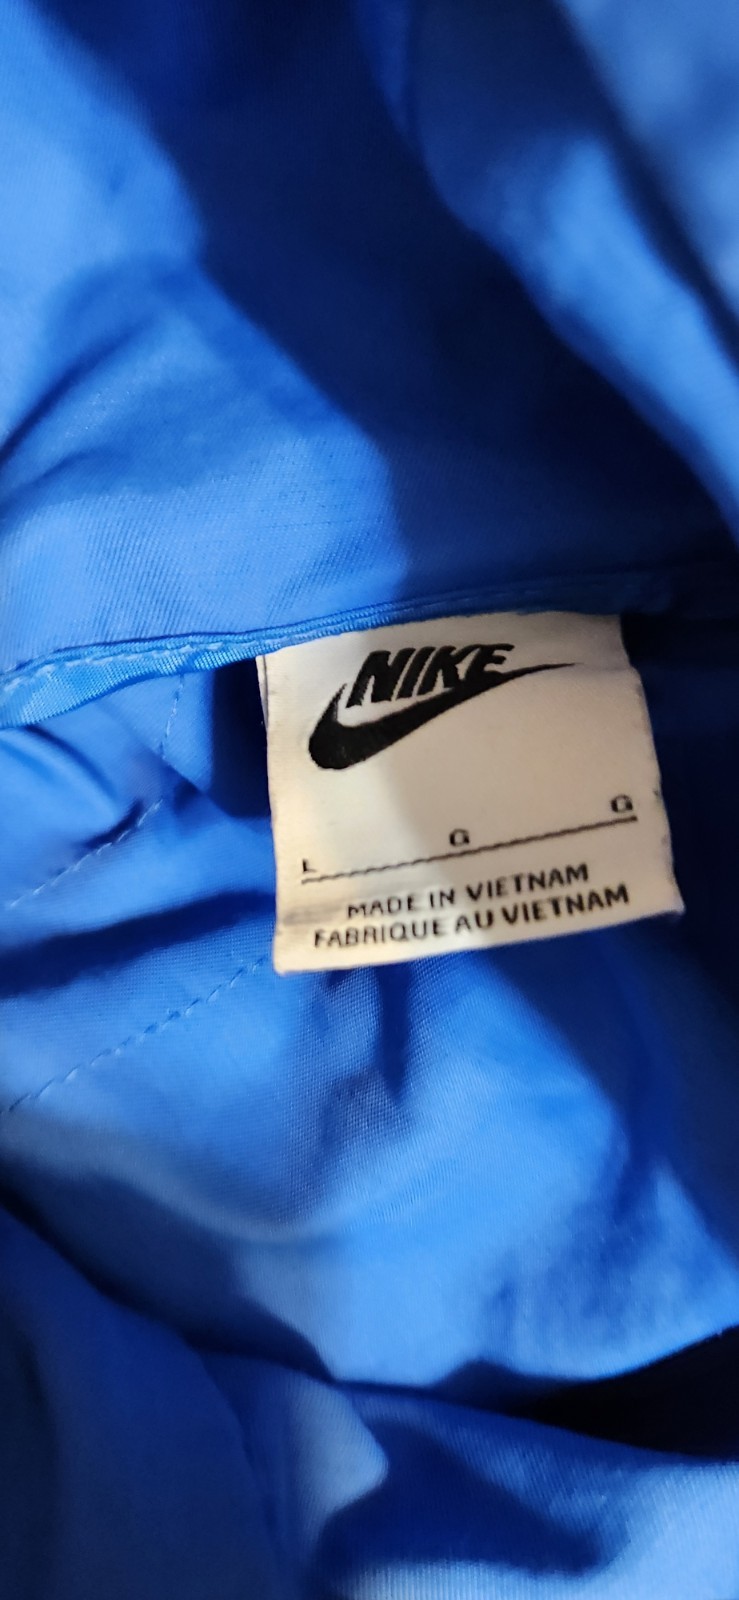 NIKE
L G G
MADE IN VIETNAM
FABRIQUE AU VIETNAM